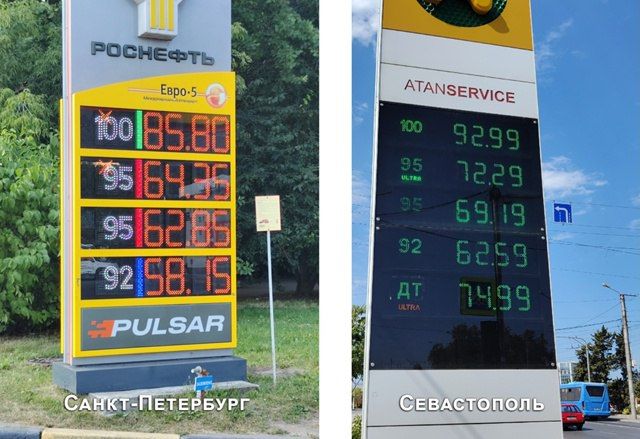 РОСНЕФТЬ
Евро-5
100 85.80
95 64.35
95 62.85
92 58.15
PULSAR
Санкт-Петербург
ATANSERVICE
100 92.99
95 ULTRA 72.29
95 69.19
92 62.59
ДТ ULTRA 74.99
Севастополь